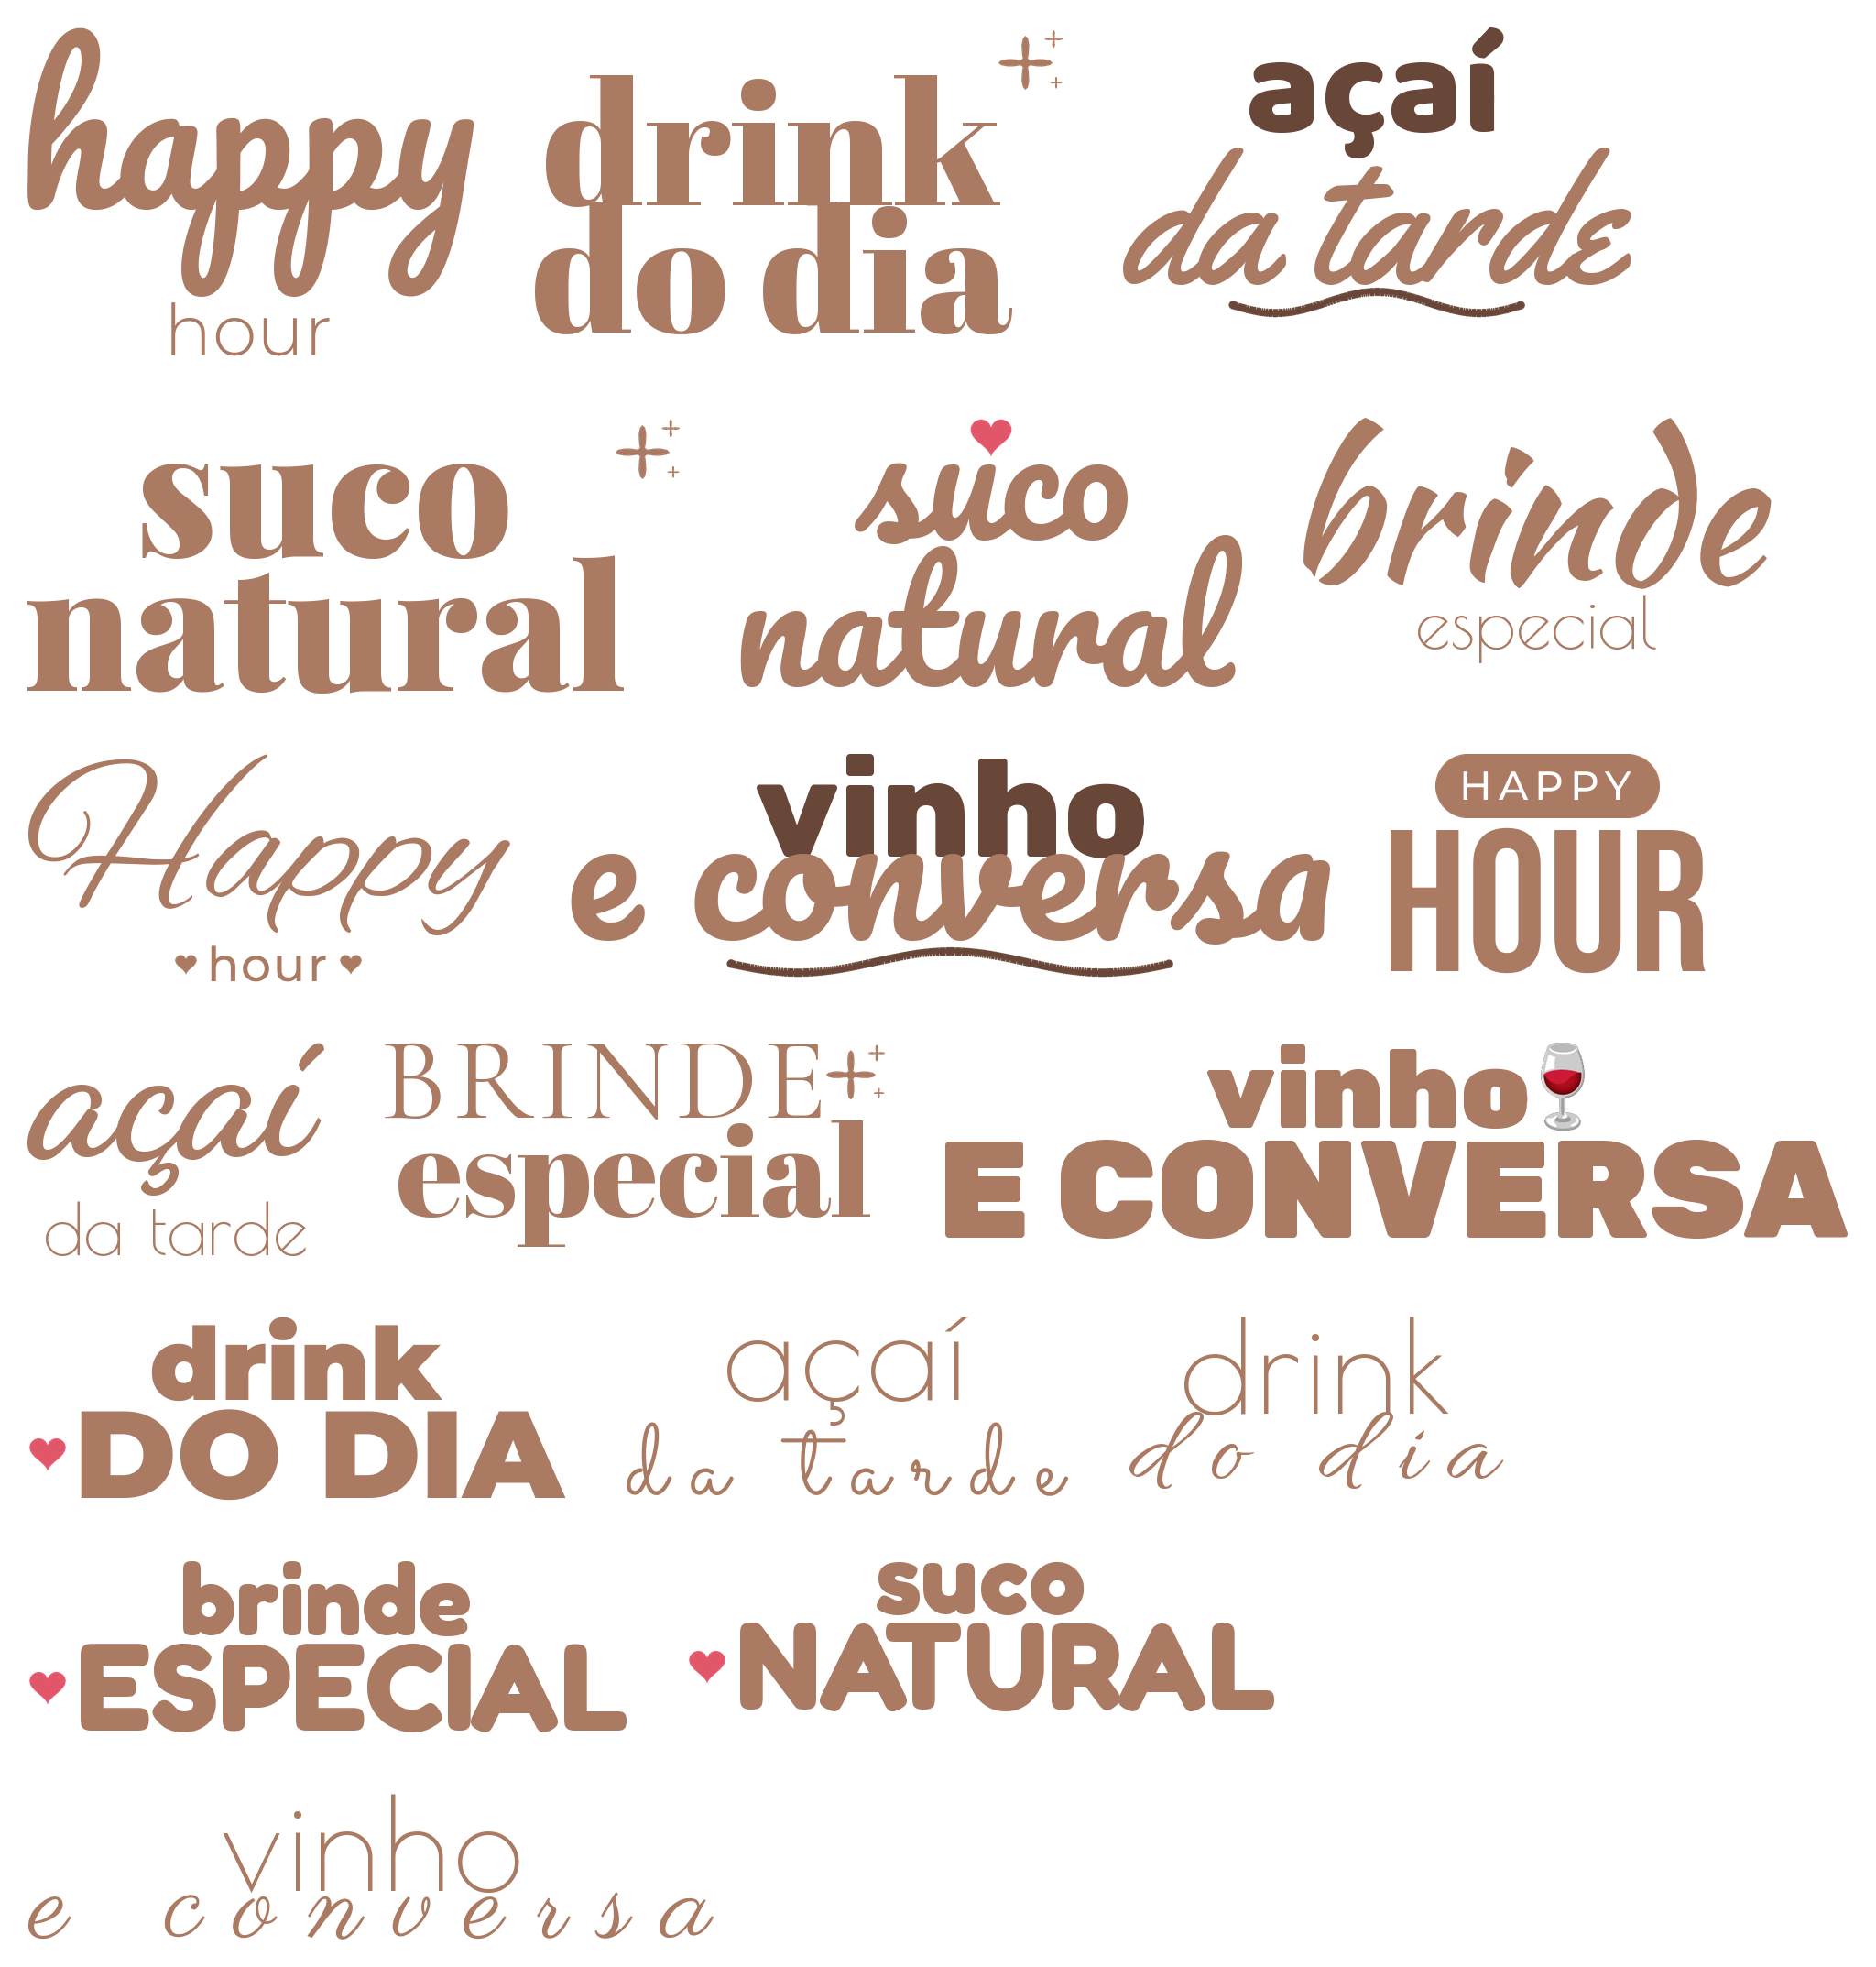 happy
hour
drink
do dia
açaí
da tarde
suco
natural
suco
natural
brinde
especial
Happy
hour
vinho
e conversa
HAPPY
HOUR
açaí
da tarde
BRINDE
especial
vinho
E CONVERSA
drink
DO DIA
açaí
da tarde
drink
do dia
brinde
ESPECIAL
suco
NATURAL
vinho
e conversa